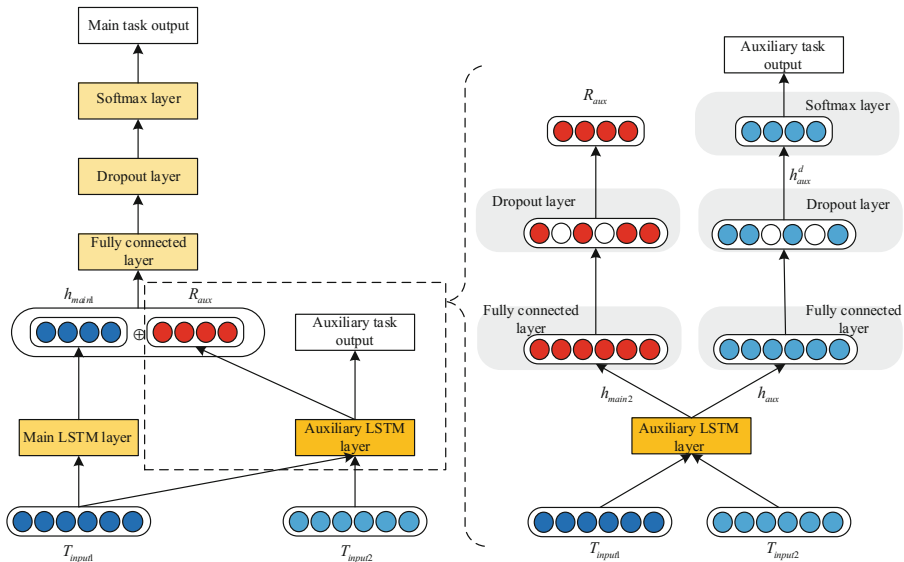 Main task output
Softmax layer
Dropout layer
Fully connected
layer
h_main1
R_aux
⊕
Auxiliary task
output
Main LSTM layer
Auxiliary LSTM
layer
T_input1
T_input2
Auxiliary task
output
R_aux
Softmax layer
h^d_aux
Dropout layer
Dropout layer
Fully connected
layer
Fully connected
layer
h_main2
h_aux
Auxiliary LSTM
layer
T_input1
T_input2